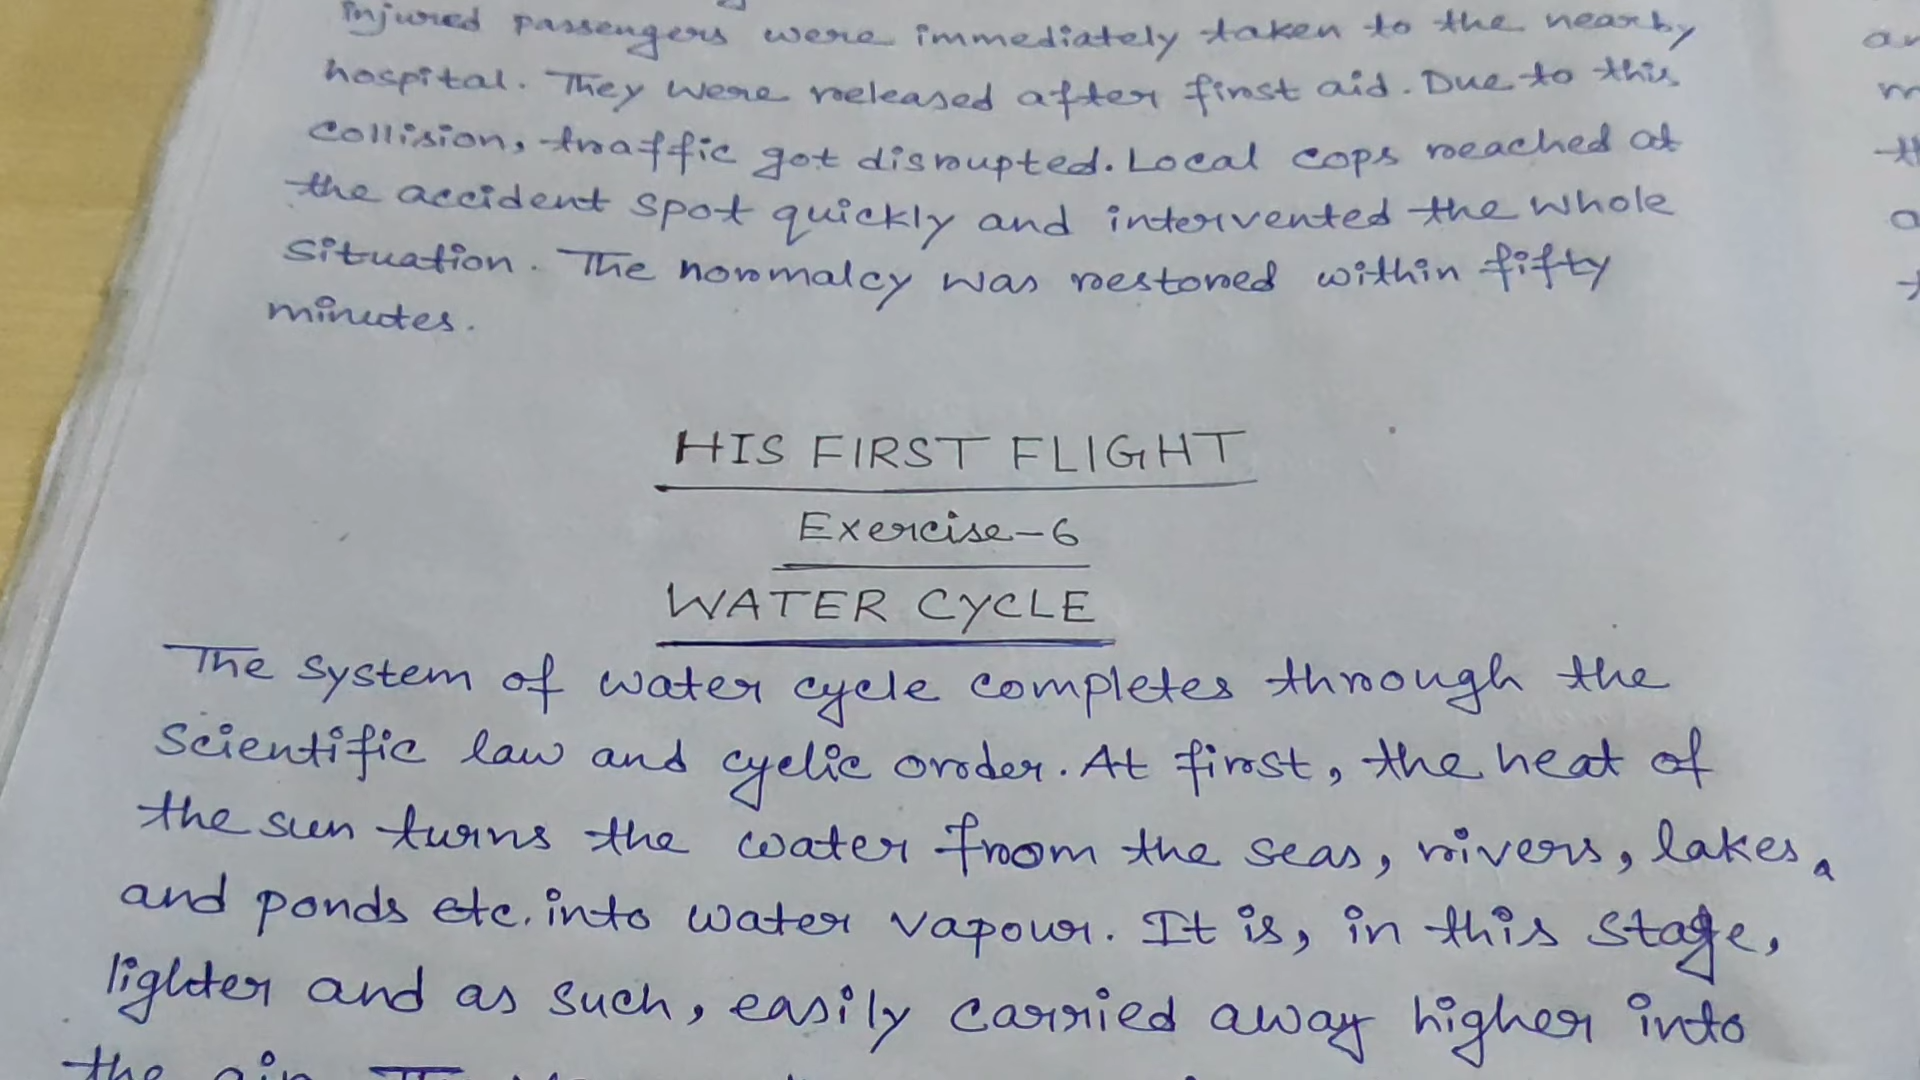 injured passengers were immediately taken to the nearby
hospital. They were released after first aid. Due to this
collision, traffic got disrupted. Local cops reached at
the accident spot quickly and intervented the whole
situation. The normalcy was restored within fifty
minutes.
HIS FIRST FLIGHT
Exercise-6
WATER CYCLE
The system of water cycle completes through the
scientific law and cyclic order. At first, the heat of
the sun turns the water from the seas, rivers, lakes,
and ponds etc. into water vapour. It is, in this stage,
lighter and as such, easily carried away higher into
the air.